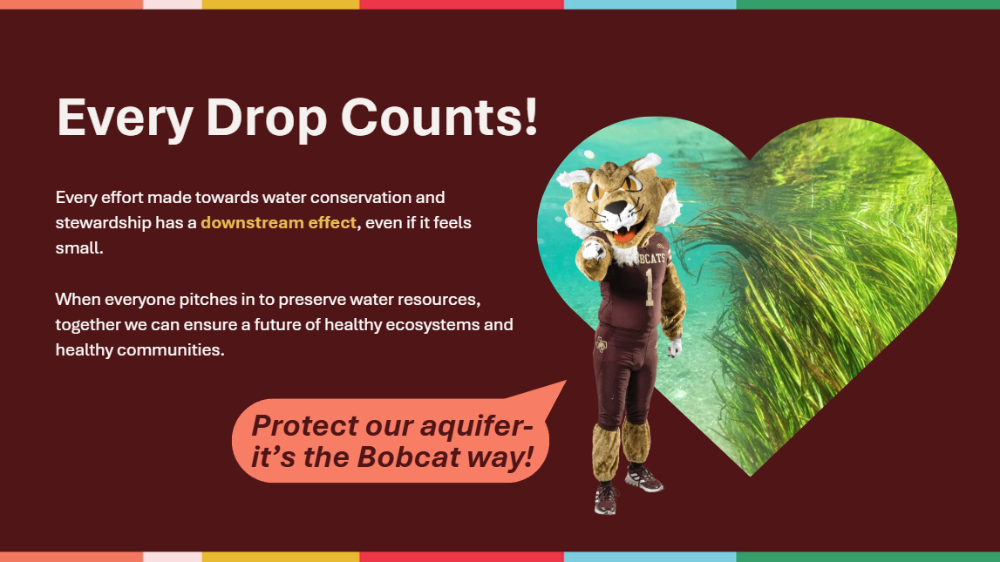 Every Drop Counts!
Every effort made towards water conservation and
stewardship has a downstream effect, even if it feels
small.
When everyone pitches in to preserve water resources,
together we can ensure a future of healthy ecosystems and
healthy communities.
BOBCATS
1
Protect our aquifer-
it's the Bobcat way!